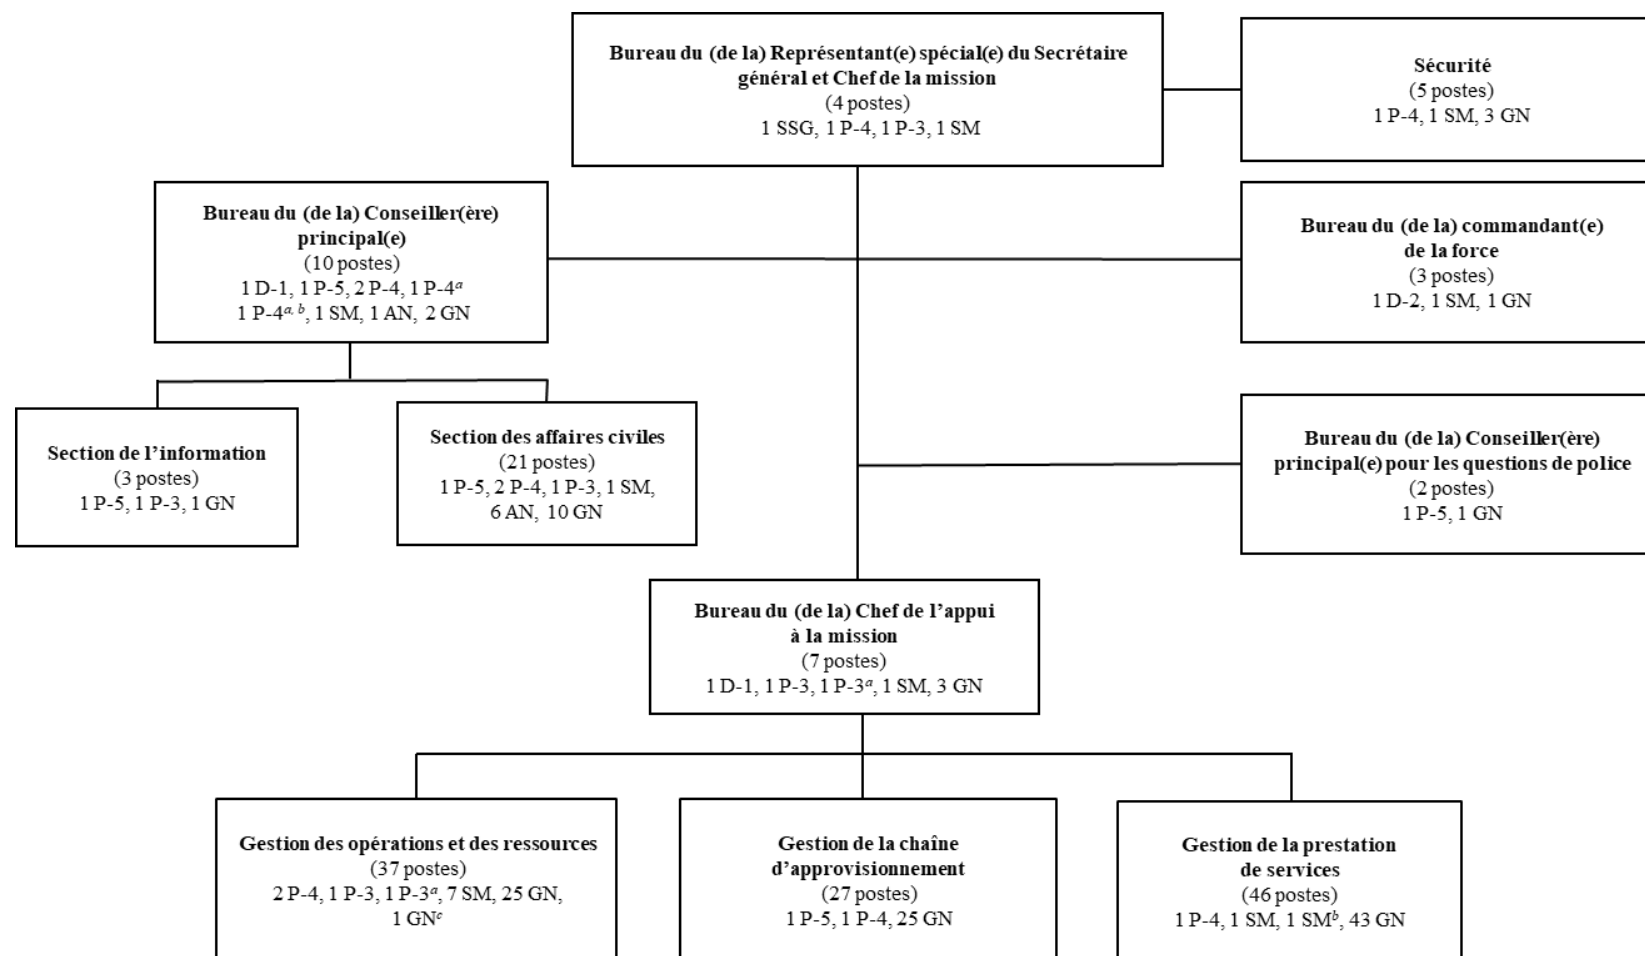 Bureau du (de la) Représentant(e) spécial(e) du Secrétaire
général et Chef de la mission
(4 postes)
1 SSG, 1 P-4, 1 P-3, 1 SM
Sécurité
(5 postes)
1 P-4, 1 SM, 3 GN
Bureau du (de la) Conseiller(ère)
principal(e)
(10 postes)
1 D-1, 1 P-5, 2 P-4, 1 P-4ᵃ
1 P-4ᵃ, ᵇ, 1 SM, 1 AN, 2 GN
Bureau du (de la) commandant(e)
de la force
(3 postes)
1 D-2, 1 SM, 1 GN
Section de l’information
(3 postes)
1 P-5, 1 P-3, 1 GN
Section des affaires civiles
(21 postes)
1 P-5, 2 P-4, 1 P-3, 1 SM,
6 AN, 10 GN
Bureau du (de la) Conseiller(ère)
principal(e) pour les questions de police
(2 postes)
1 P-5, 1 GN
Bureau du (de la) Chef de l’appui
à la mission
(7 postes)
1 D-1, 1 P-3, 1 P-3ᵃ, 1 SM, 3 GN
Gestion des opérations et des ressources
(37 postes)
2 P-4, 1 P-3, 1 P-3ᵃ, 7 SM, 25 GN,
1 GNᶜ
Gestion de la chaîne
d’approvisionnement
(27 postes)
1 P-5, 1 P-4, 25 GN
Gestion de la prestation
de services
(46 postes)
1 P-4, 1 SM, 1 SMᵇ, 43 GN